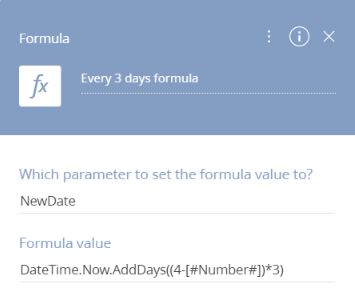 Formula
fx
Every 3 days formula
Which parameter to set the formula value to?
NewDate
Formula value
DateTime.Now.AddDays((4-[#Number#])*3)